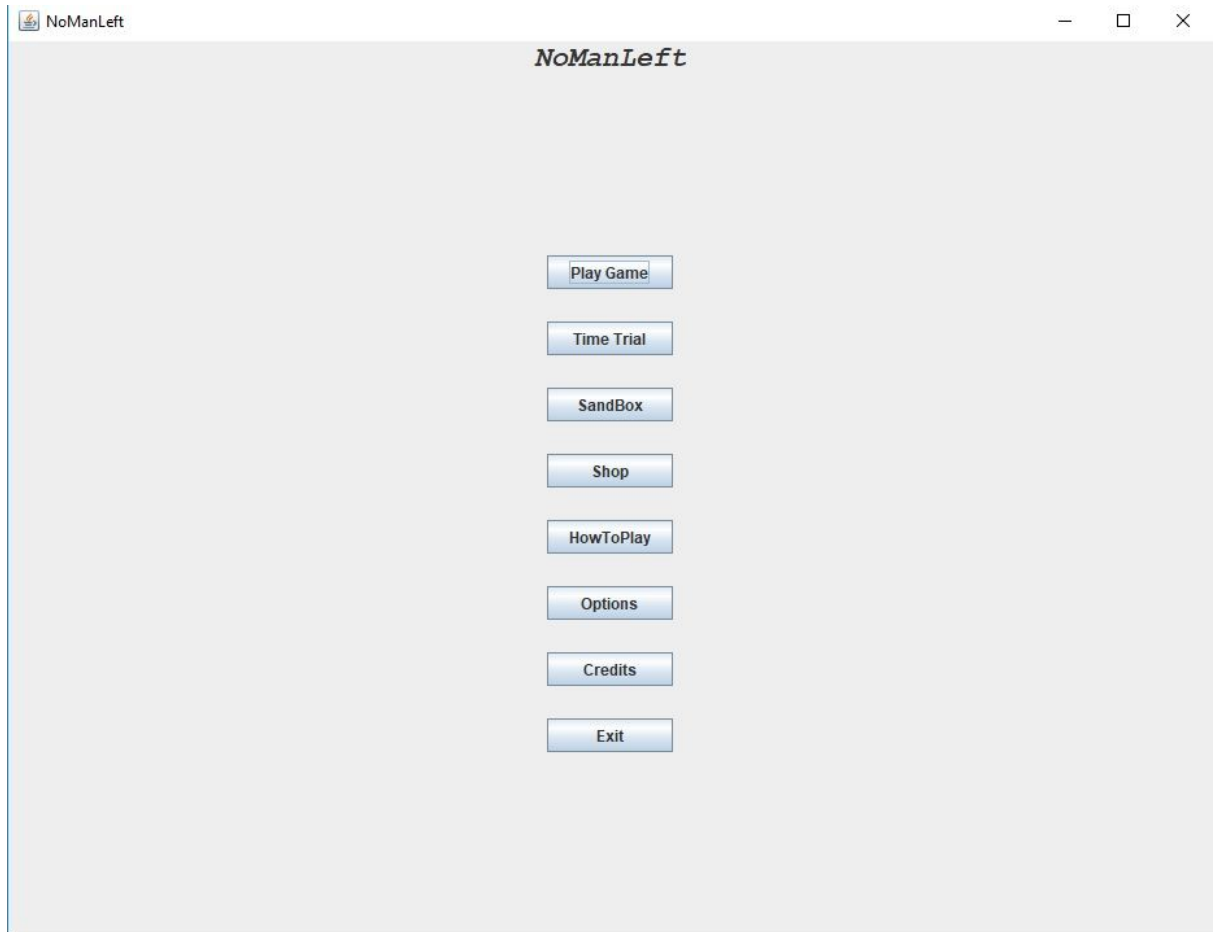 NoManLeft
NoManLeft
Play Game
Time Trial
SandBox
Shop
HowToPlay
Options
Credits
Exit